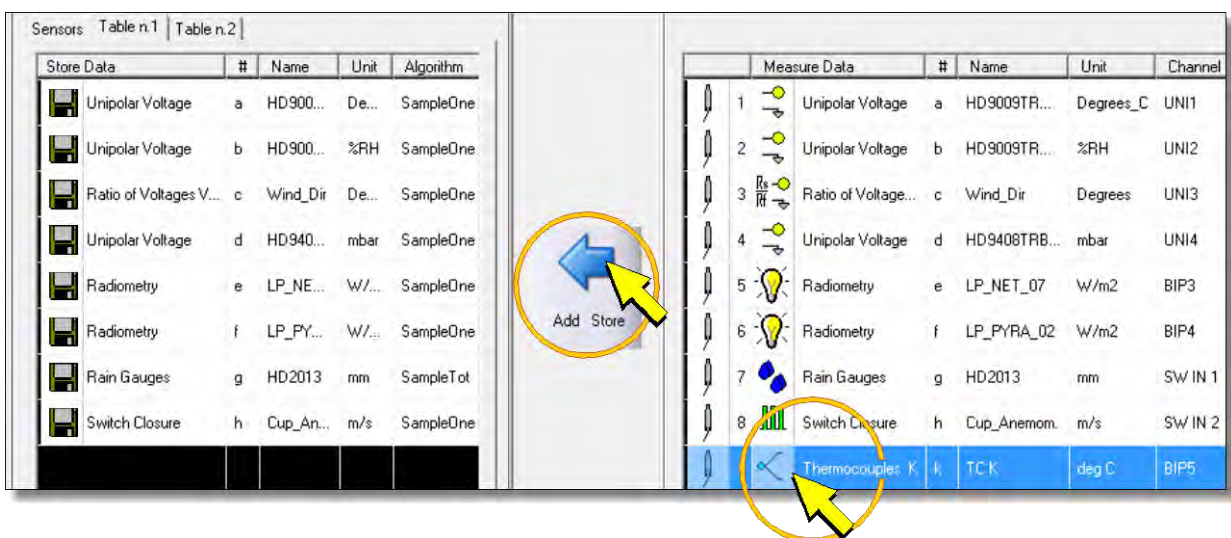 Sensors Table n.1 Table n.2
Store Data # Name Unit Algorithm
Unipolar Voltage a HD900... De... SampleOne
Unipolar Voltage b HD900... %RH SampleOne
Ratio of Voltages V... c Wind_Dir De... SampleOne
Unipolar Voltage d HD940... mbar SampleOne
Radiometry e LP_NE... W/... SampleOne
Radiometry f LP_PY... W/... SampleOne
Rain Gauges g HD2013 mm SampleTot
Switch Closure h Cup_An... m/s SampleOne
Add Store
Measure Data # Name Unit Channel
1 Unipolar Voltage a HD9009TR... Degrees_C UNI1
2 Unipolar Voltage b HD9009TR... %RH UNI2
3 Rs Rf Ratio of Voltage... c Wind_Dir Degrees UNI3
4 Unipolar Voltage d HD9408TRB... mbar UNI4
5 Radiometry e LP_NET_07 W/m2 BIP3
6 Radiometry f LP_PYRA_02 W/m2 BIP4
7 Rain Gauges g HD2013 mm SW IN 1
8 Switch Closure h Cup_Anemom. m/s SW IN 2
Thermocouples K k TC K deg C BIP5